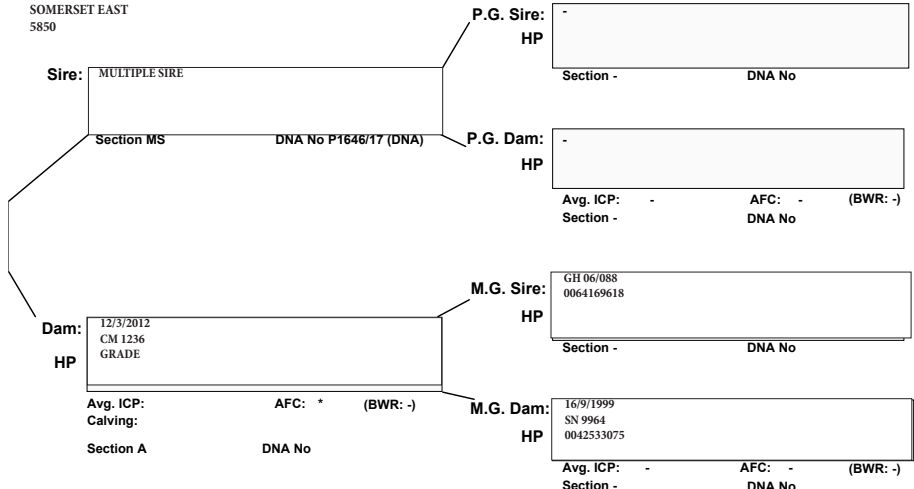 SOMERSET EAST
5850
P.G. Sire: -
HP
Section - DNA No
Sire: MULTIPLE SIRE
Section MS DNA No P1646/17 (DNA)
P.G. Dam: -
HP
Avg. ICP: - AFC: - (BWR: -)
Section - DNA No
M.G. Sire: GH 06/088
0064169618
HP
Section - DNA No
Dam: 12/3/2012
CM 1236
HP GRADE
Avg. ICP: AFC: * (BWR: -)
Calving:
Section A DNA No
M.G. Dam: 16/9/1999
SN 9964
HP 0042533075
Avg. ICP: - AFC: - (BWR: -)
Section - DNA No